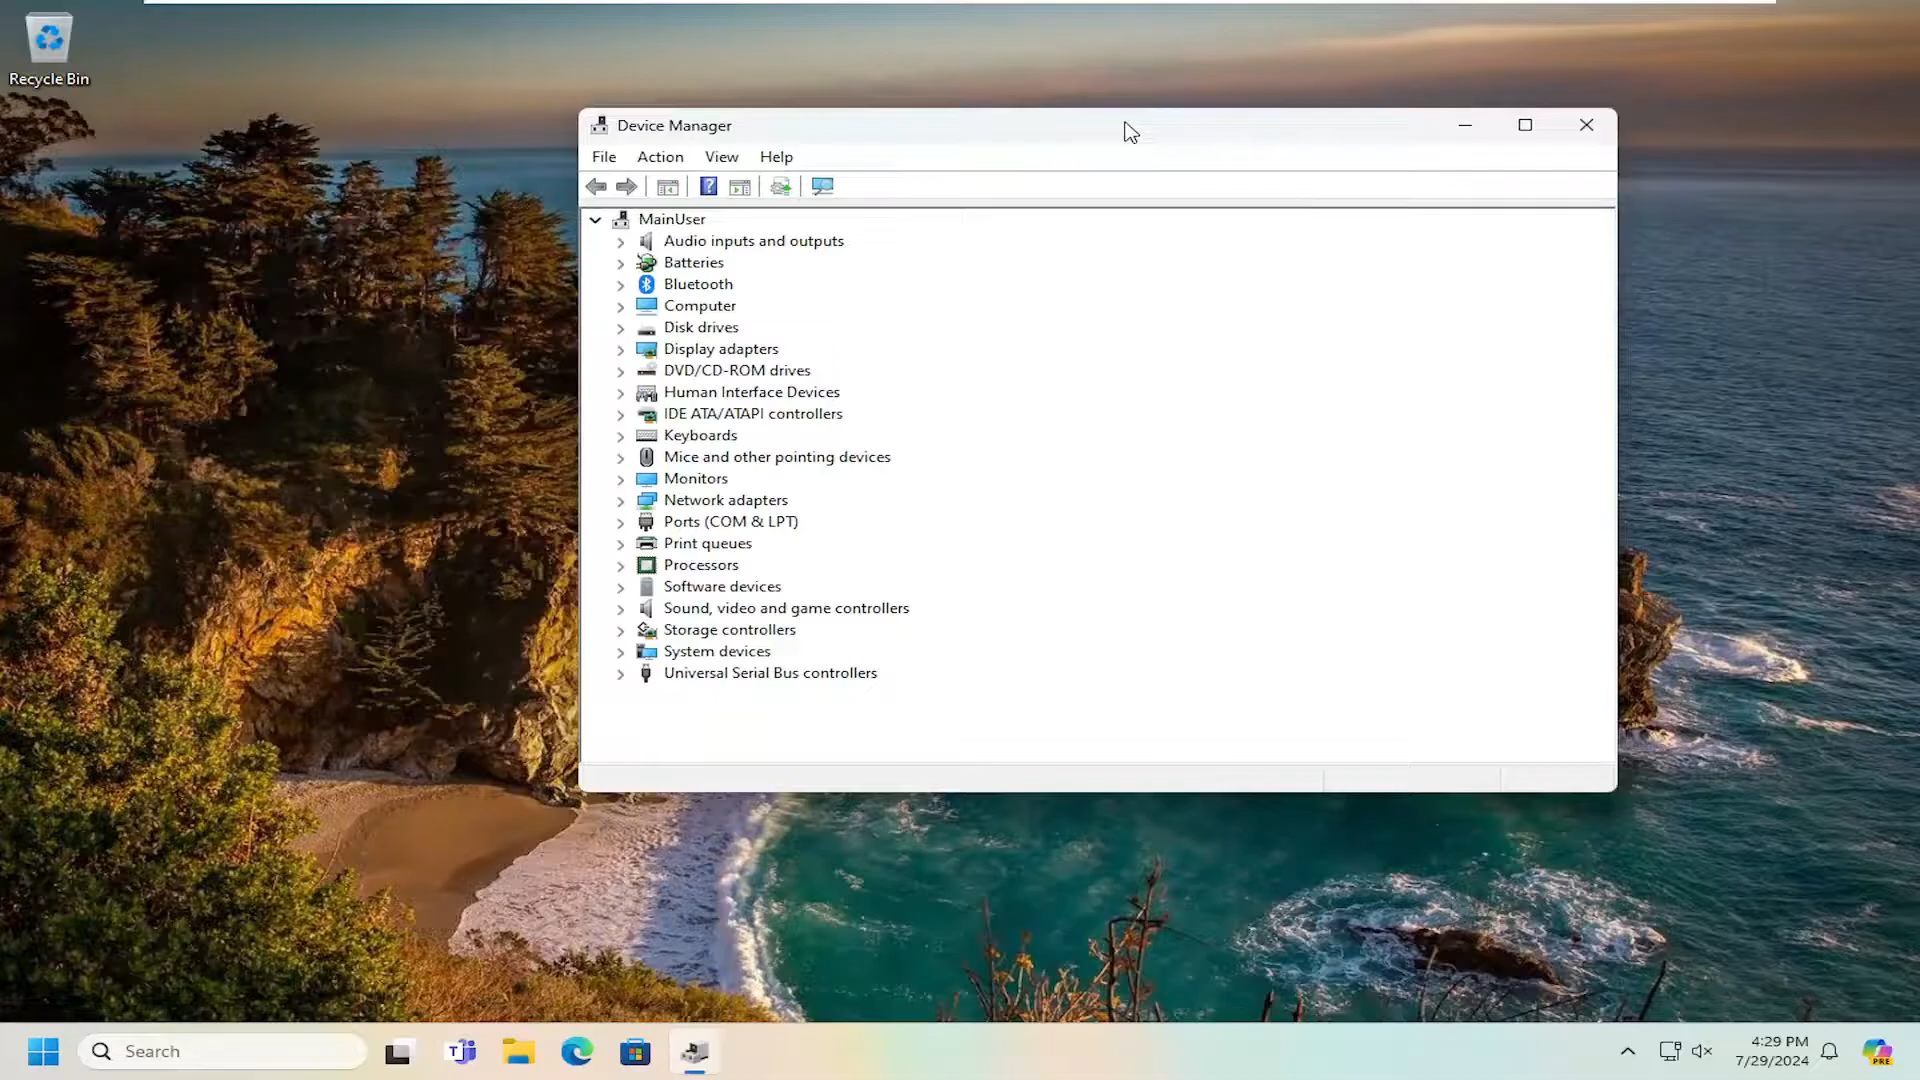 Recycle Bin
Device Manager
File Action View Help
MainUser
Audio inputs and outputs
Batteries
Bluetooth
Computer
Disk drives
Display adapters
DVD/CD-ROM drives
Human Interface Devices
IDE ATA/ATAPI controllers
Keyboards
Mice and other pointing devices
Monitors
Network adapters
Ports (COM & LPT)
Print queues
Processors
Software devices
Sound, video and game controllers
Storage controllers
System devices
Universal Serial Bus controllers
Search
4:29 PM
7/29/2024
PRE